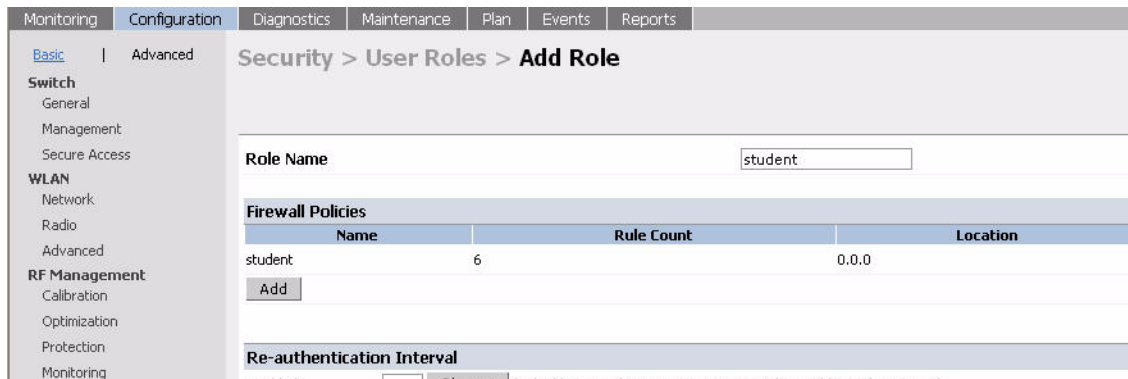 Monitoring Configuration Diagnostics Maintenance Plan Events Reports
Basic | Advanced
Switch
General
Management
Secure Access
WLAN
Network
Radio
Advanced
RF Management
Calibration
Optimization
Protection
Monitoring
Security > User Roles > Add Role
Role Name student
Firewall Policies
Name Rule Count Location
student 6 0.0.0
Add
Re-authentication Interval